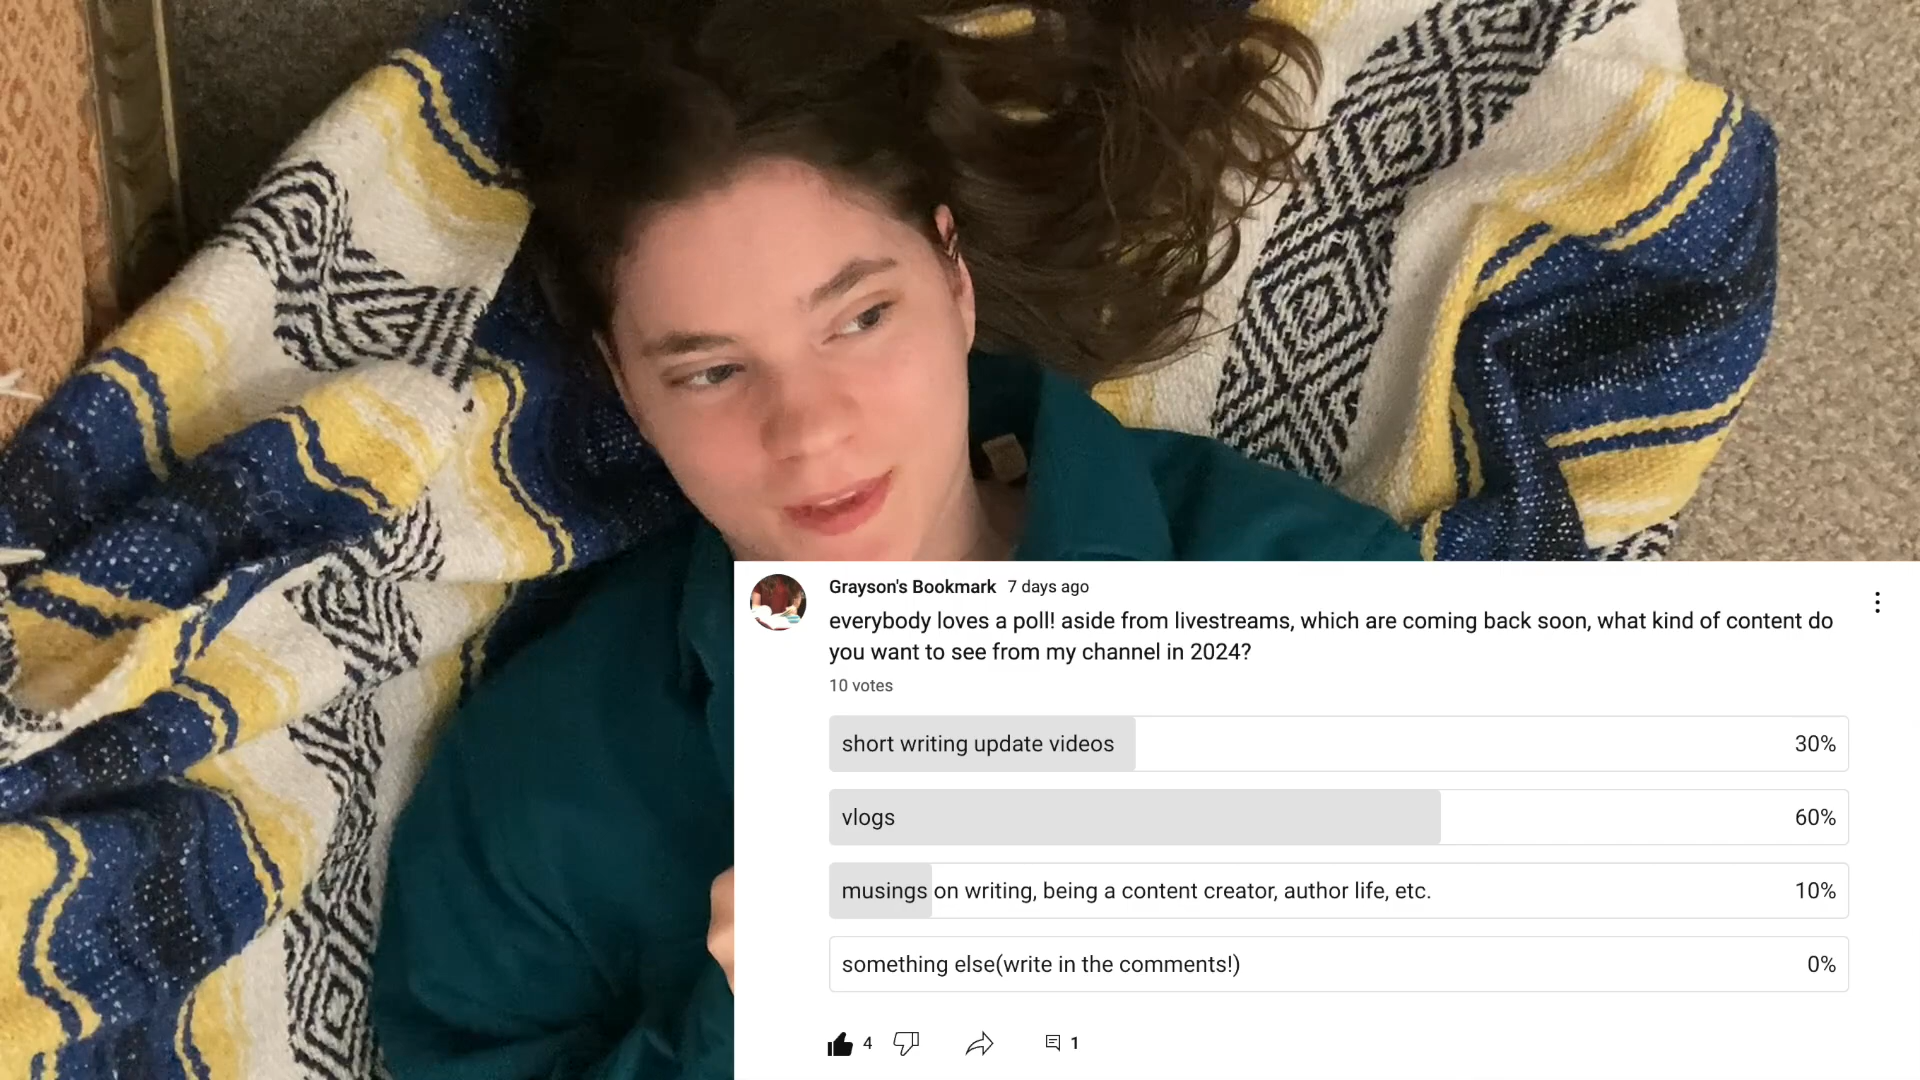 Grayson's Bookmark 7 days ago
everybody loves a poll! aside from livestreams, which are coming back soon, what kind of content do
you want to see from my channel in 2024?
10 votes
short writing update videos 30%
vlogs 60%
musings on writing, being a content creator, author life, etc. 10%
something else(write in the comments!) 0%
4 1